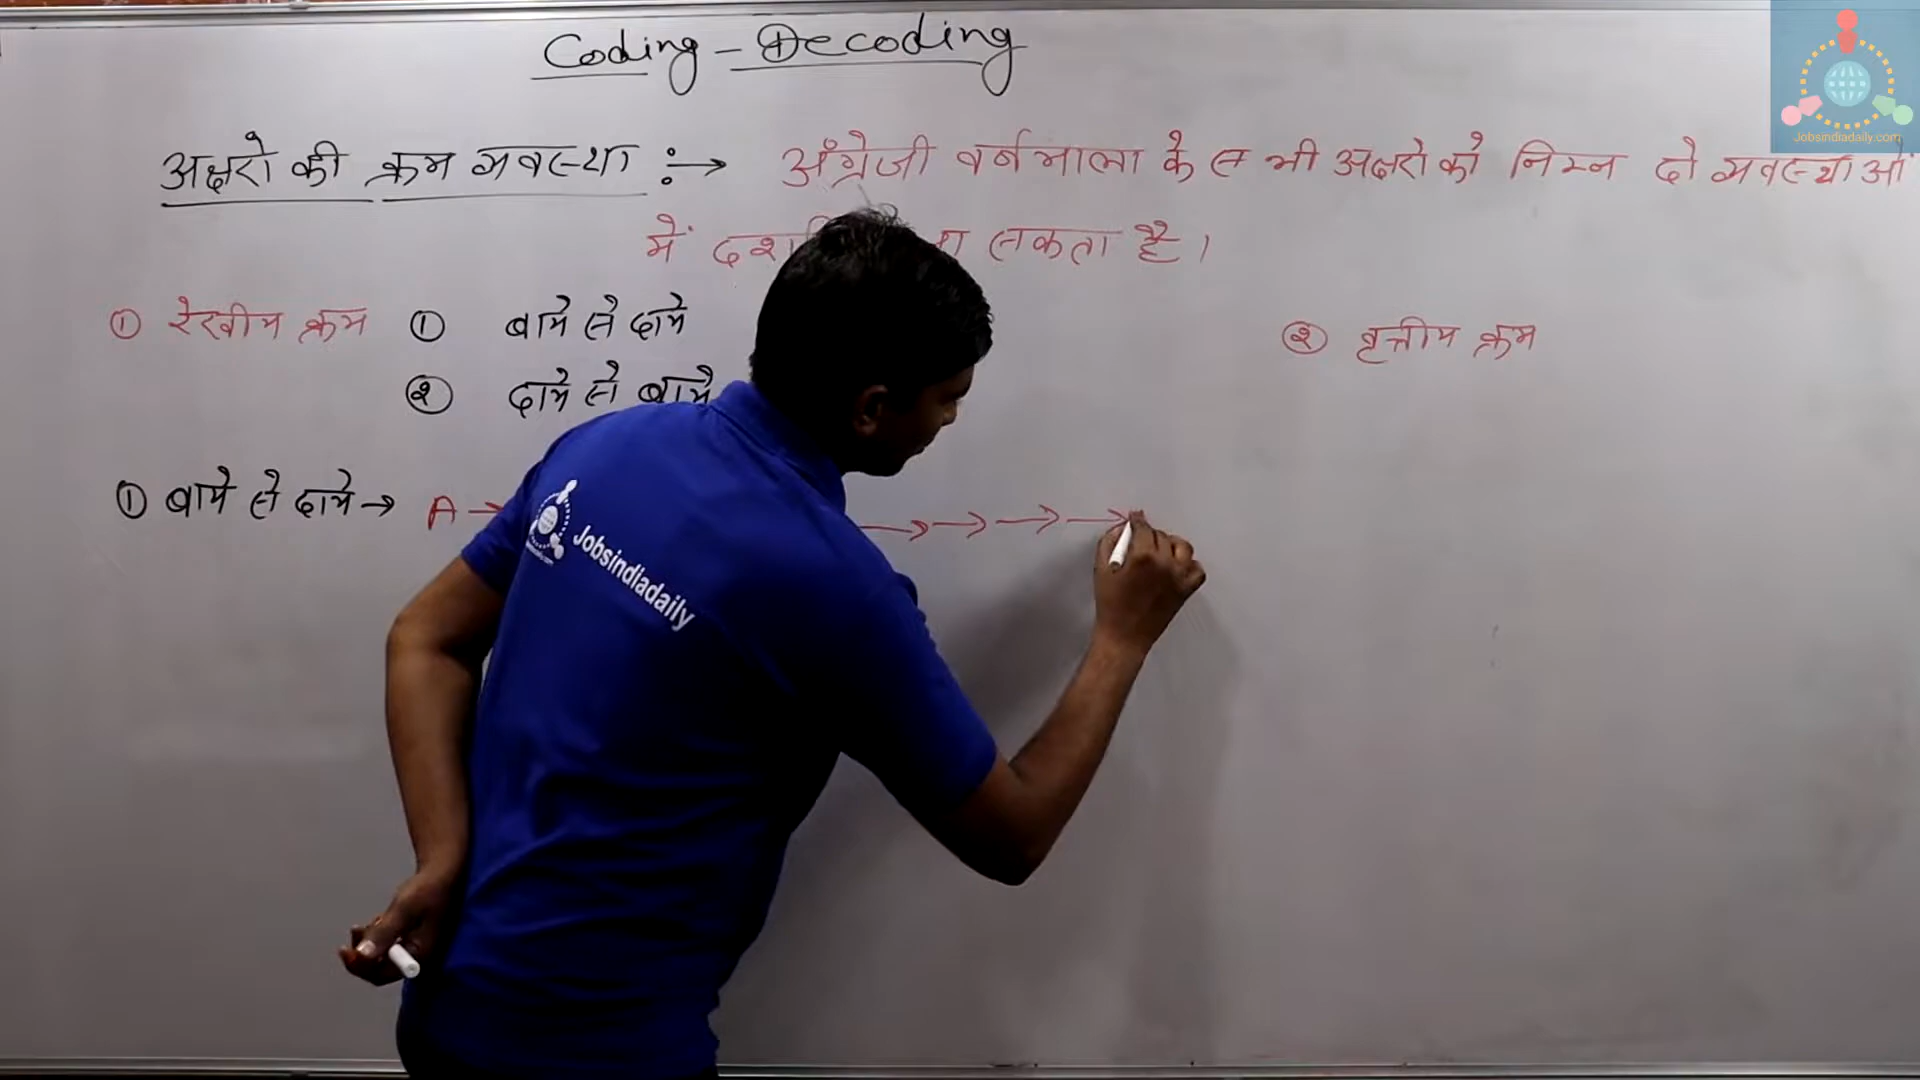 Coding - Decoding
अक्षरो की क्रम व्यवस्था :→ अंग्रेजी वर्णमाला के सभी अक्षरो को निम्न दो व्यवस्थाओं
में सकता है।
① रेखीय क्रम ① बाये से दाये
② दाये से बाये
② वृत्तीय क्रम
① बाये से दाये → A →
→ → → →
Jobsindiadaily
Jobsindiadaily.com